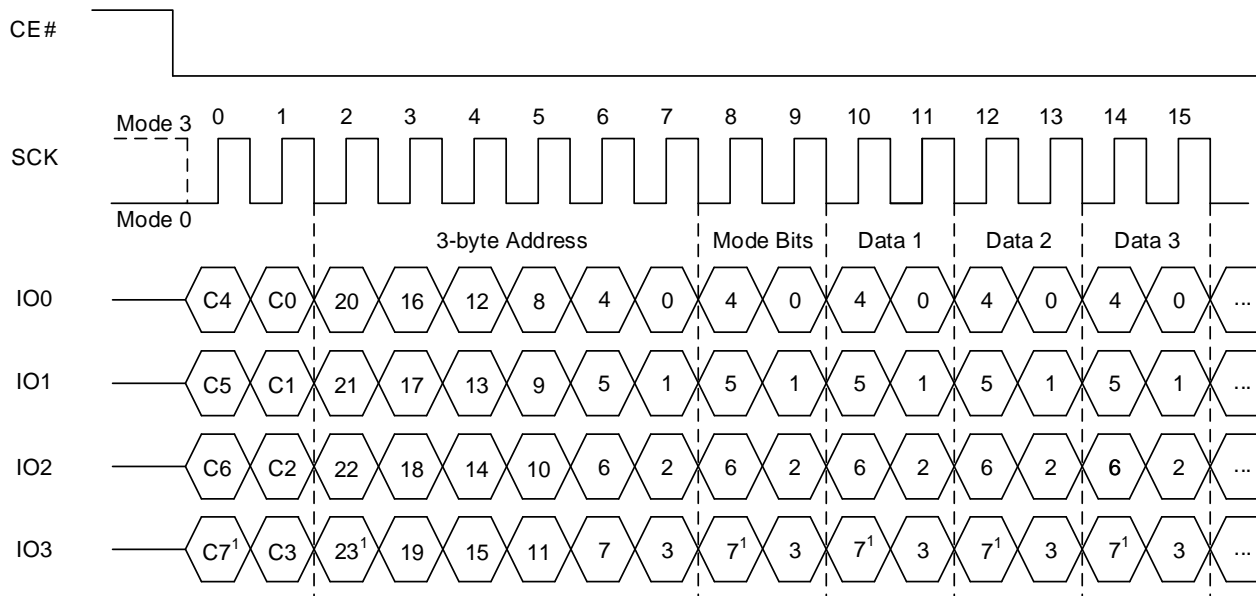 CE#
0 1 2 3 4 5 6 7 8 9 10 11 12 13 14 15
Mode 3
SCK
Mode 0
3-byte Address Mode Bits Data 1 Data 2 Data 3
IO0 C4 C0 20 16 12 8 4 0 4 0 4 0 4 0 4 0 ...
IO1 C5 C1 21 17 13 9 5 1 5 1 5 1 5 1 5 1 ...
IO2 C6 C2 22 18 14 10 6 2 6 2 6 2 6 2 6 2 ...
IO3 C7¹ C3 23¹ 19 15 11 7 3 7¹ 3 7¹ 3 7¹ 3 7¹ 3 ...